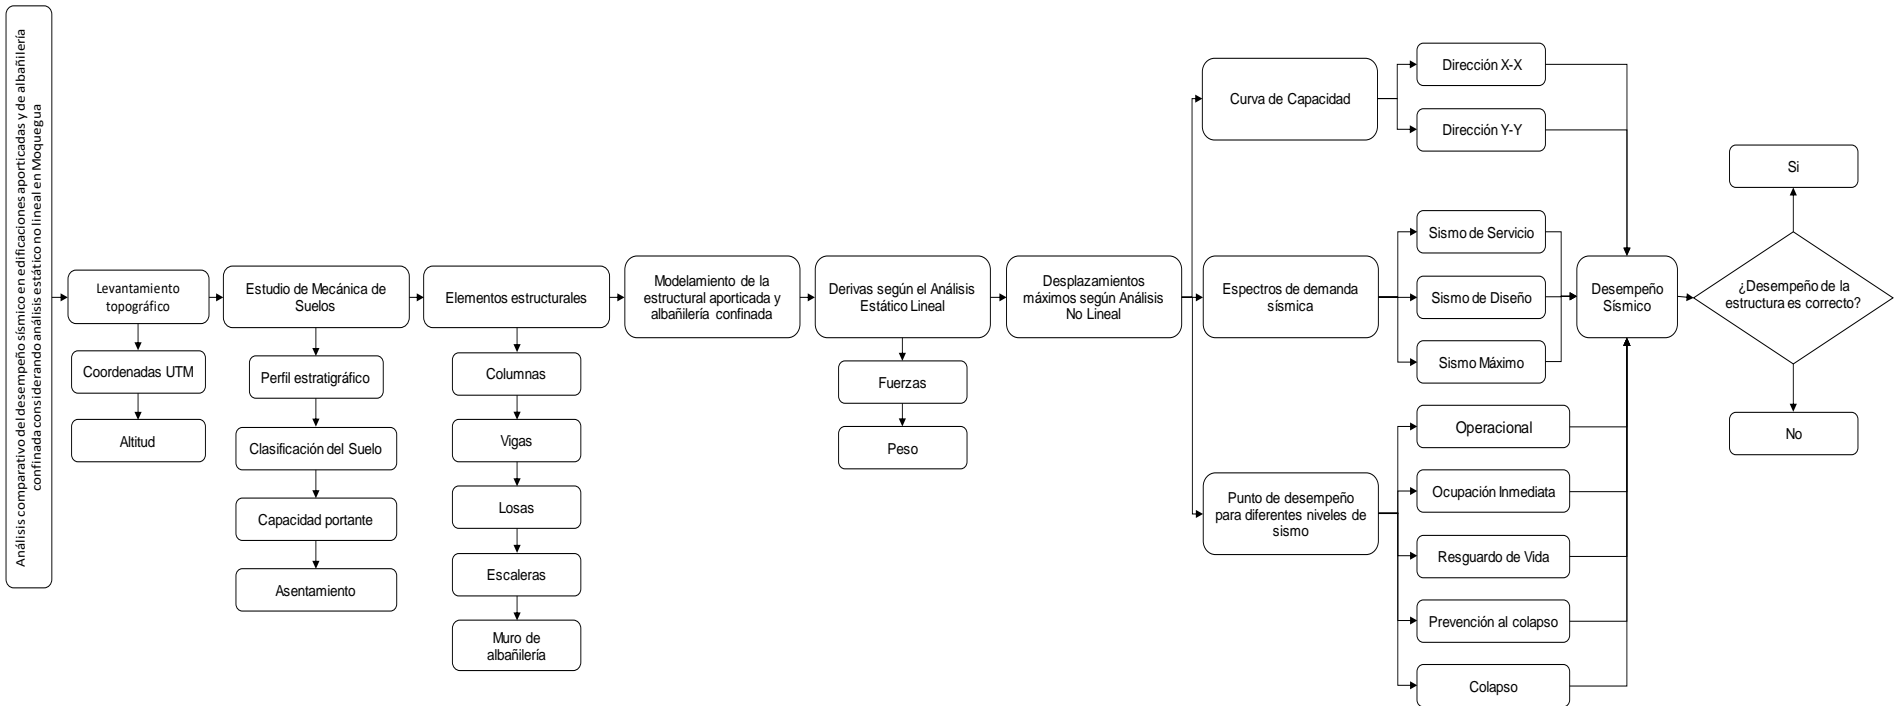 Análisis comparativo del desempeño sísmico en edificaciones aporticadas y de albañilería
confinada considerando análisis estático no lineal en Moquegua
Levantamiento
topográfico
Coordenadas UTM
Altitud
Estudio de Mecánica de
Suelos
Perfil estratigráfico
Clasificación del Suelo
Capacidad portante
Asentamiento
Elementos estructurales
Columnas
Vigas
Losas
Escaleras
Muro de
albañilería
Modelamiento de la
estructural aporticada y
albañilería confinada
Derivas según el Análisis
Estático Lineal
Fuerzas
Peso
Desplazamientos
máximos según Análisis
No Lineal
Curva de Capacidad
Dirección X-X
Dirección Y-Y
Espectros de demanda
sísmica
Sismo de Servicio
Sismo de Diseño
Sismo Máximo
Punto de desempeño
para diferentes niveles de
sismo
Operacional
Ocupación Inmediata
Resguardo de Vida
Prevención al colapso
Colapso
Desempeño
Sísmico
¿Desempeño de la
estructura es correcto?
Si
No